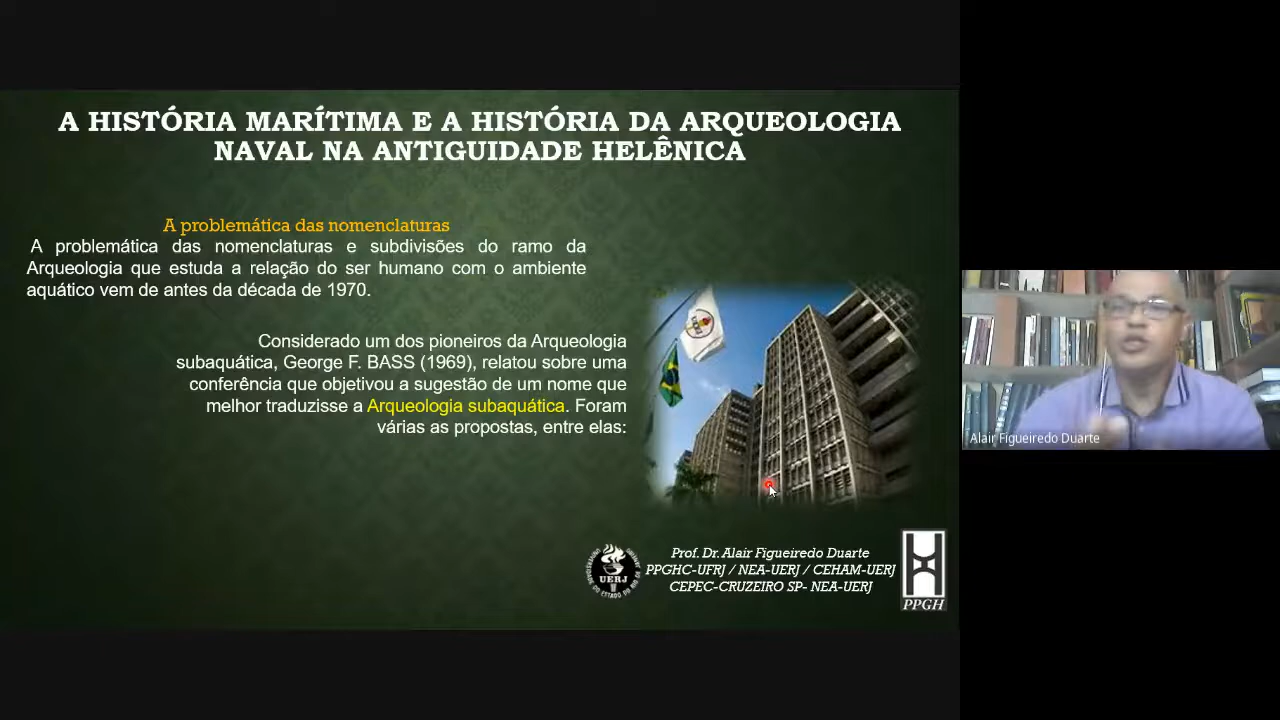 A HISTÓRIA MARÍTIMA E A HISTÓRIA DA ARQUEOLOGIA
NAVAL NA ANTIGUIDADE HELÊNICA
A problemática das nomenclaturas
A problemática das nomenclaturas e subdivisões do ramo da
Arqueologia que estuda a relação do ser humano com o ambiente
aquático vem de antes da década de 1970.
Considerado um dos pioneiros da Arqueologia
subaquática, George F. BASS (1969), relatou sobre uma
conferência que objetivou a sugestão de um nome que
melhor traduzisse a Arqueologia subaquática. Foram
várias as propostas, entre elas:
Alair Figueiredo Duarte
UERJ
Prof. Dr. Alair Figueiredo Duarte
PPGHC-UFRJ / NEA-UERJ / CEHAM-UERJ
CEPEC-CRUZEIRO SP- NEA-UERJ
PPGH